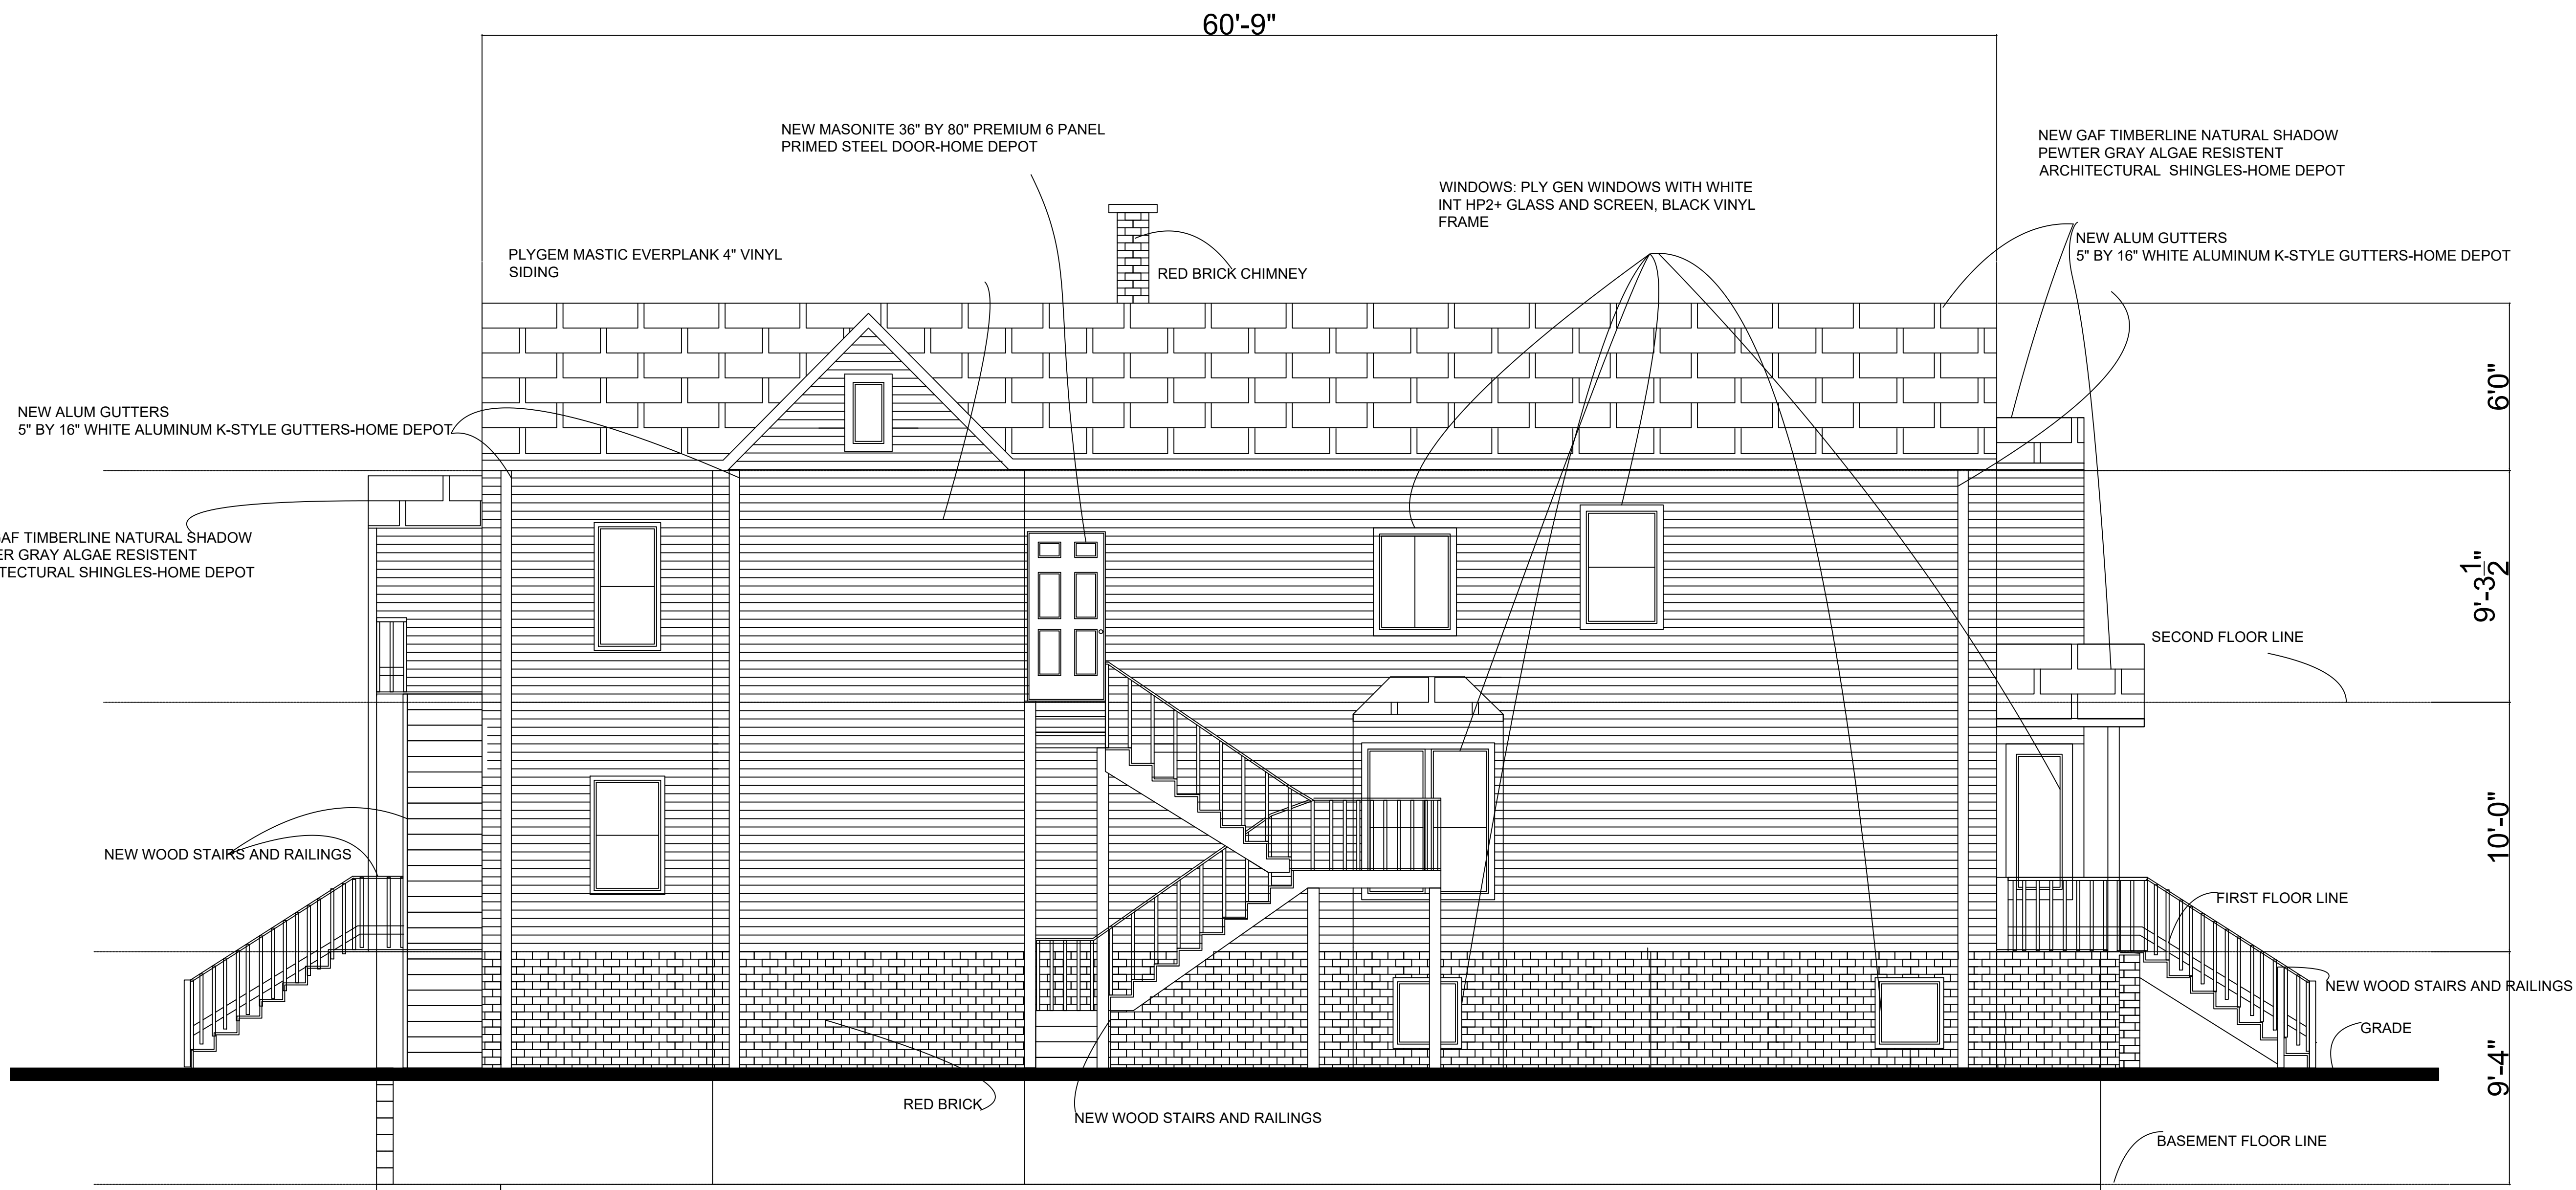 60'-9"
NEW MASONITE 36" BY 80" PREMIUM 6 PANEL
PRIMED STEEL DOOR-HOME DEPOT
NEW GAF TIMBERLINE NATURAL SHADOW
PEWTER GRAY ALGAE RESISTENT
ARCHITECTURAL SHINGLES-HOME DEPOT
WINDOWS: PLY GEN WINDOWS WITH WHITE
INT HP2+ GLASS AND SCREEN, BLACK VINYL
FRAME
PLYGEM MASTIC EVERPLANK 4" VINYL
SIDING
RED BRICK CHIMNEY
NEW ALUM GUTTERS
5" BY 16" WHITE ALUMINUM K-STYLE GUTTERS-HOME DEPOT
6'0"
NEW ALUM GUTTERS
5" BY 16" WHITE ALUMINUM K-STYLE GUTTERS-HOME DEPOT
AF TIMBERLINE NATURAL SHADOW
ER GRAY ALGAE RESISTENT
TECTURAL SHINGLES-HOME DEPOT
9'-3 1/2"
SECOND FLOOR LINE
10'-0"
NEW WOOD STAIRS AND RAILINGS
FIRST FLOOR LINE
NEW WOOD STAIRS AND RAILINGS
GRADE
9'-4"
RED BRICK
NEW WOOD STAIRS AND RAILINGS
BASEMENT FLOOR LINE